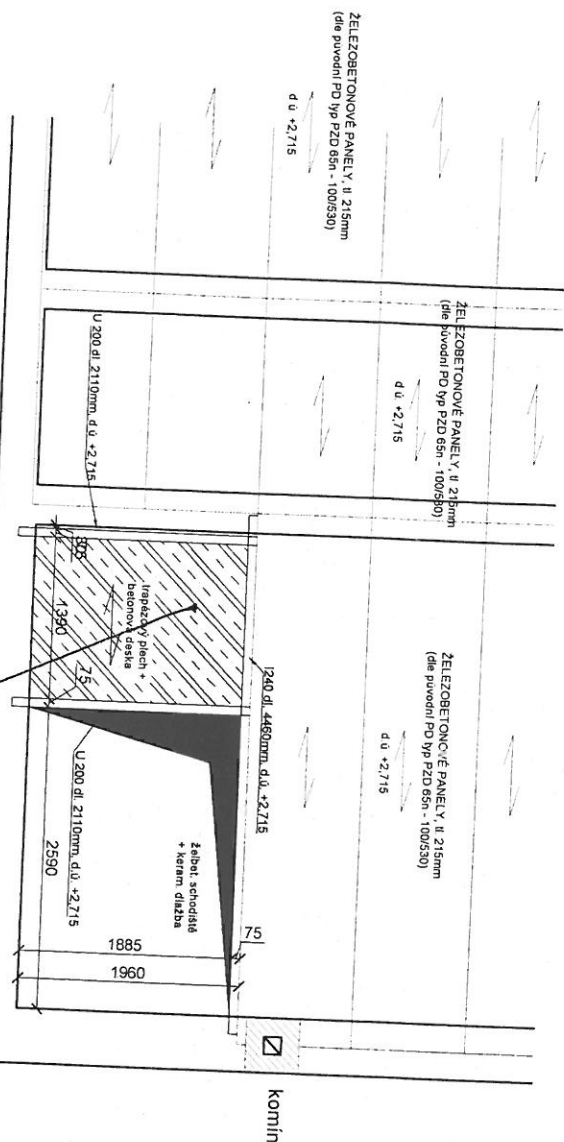 ŽELEZOBETONOVÉ PANELY, tl. 215mm
(dle původní PD typ PZD 65n - 100/530)
d.ú. +2,715
ŽELEZOBETONOVÉ PANELY, tl. 215mm
(dle původní PD typ PZD 65n - 100/530)
d.ú. +2,715
ŽELEZOBETONOVÉ PANELY, tl. 215mm
(dle původní PD typ PZD 65n - 100/530)
d.ú. +2,715
U 200 dl. 2110mm, d.ú. +2,715
1390
75
trapézový plech +
betonová deska
I240 dl. 4460mm, d.ú. +2,715
U 200 dl. 2110mm, d.ú. +2,715
2590
želbet. schodiště
+ keram. dlažba
75
1885
1960
komín